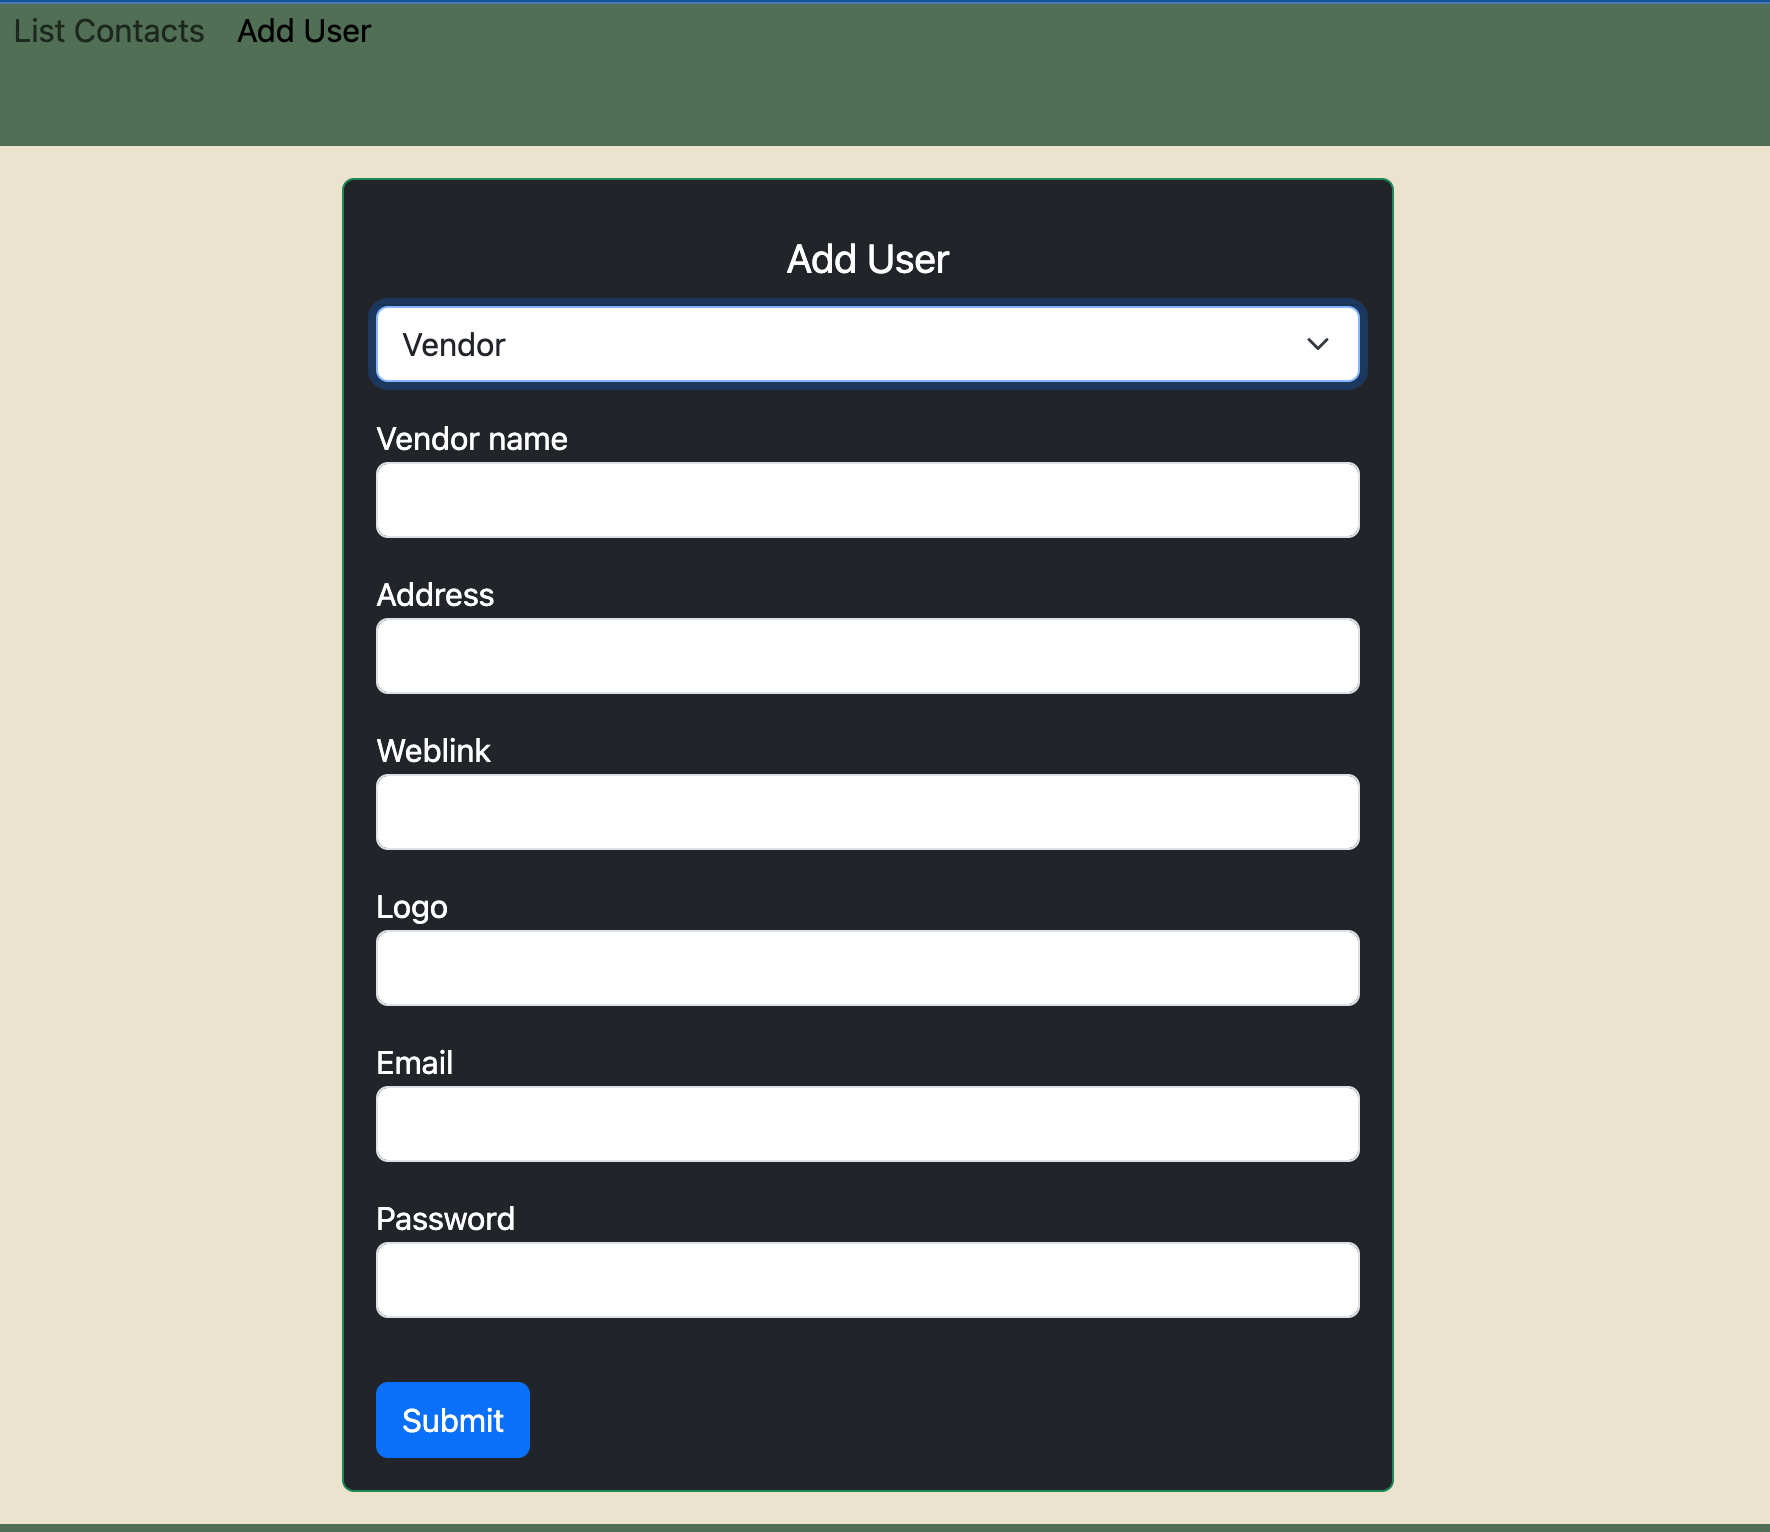 List Contacts Add User
Add User
Vendor
Vendor name
Address
Weblink
Logo
Email
Password
Submit